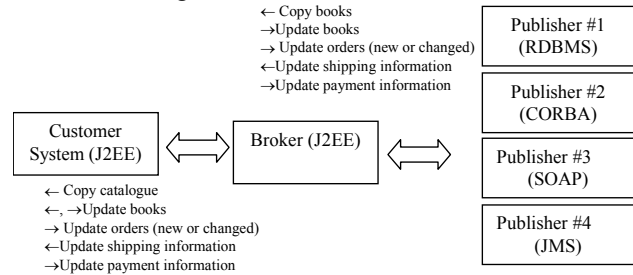 ← Copy books
→Update books
→ Update orders (new or changed)
←Update shipping information
→Update payment information
Publisher #1
(RDBMS)
Publisher #2
(CORBA)
Publisher #3
(SOAP)
Publisher #4
(JMS)
Customer
System (J2EE)
Broker (J2EE)
← Copy catalogue
←, →Update books
→ Update orders (new or changed)
←Update shipping information
→Update payment information